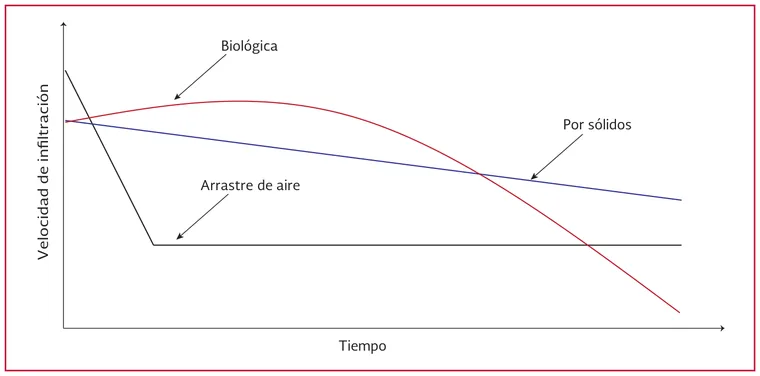 Biológica
Por sólidos
Arrastre de aire
Velocidad de infiltración
Tiempo